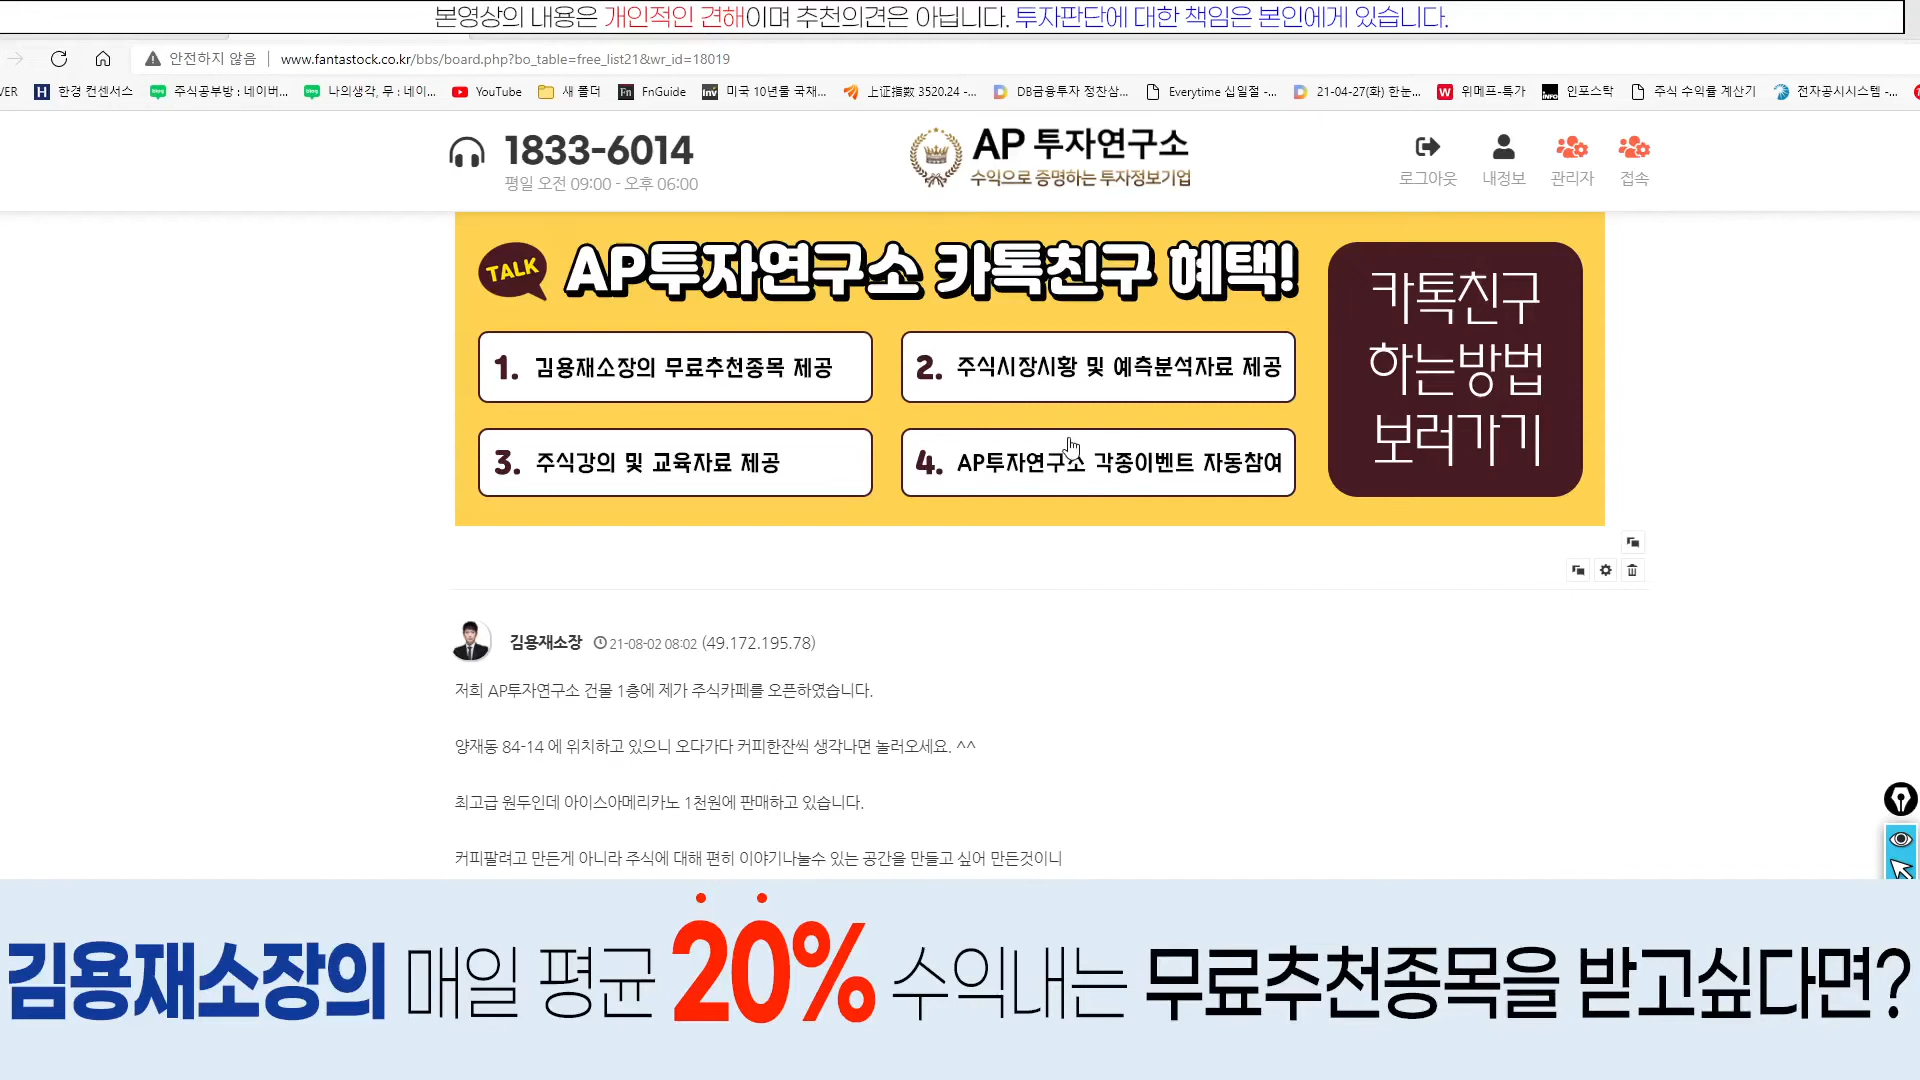 본영상의 내용은 개인적인 견해이며 추천의견은 아닙니다. 투자판단에 대한 책임은 본인에게 있습니다.
안전하지 않음 www.fantastock.co.kr/bbs/board.php?bo_table=free_list21&wr_id=18019
VER 한경 컨센서스 주식공부방 : 네이버... 나의생각, 무 : 네이... YouTube 새 폴더 FnGuide 미국 10년물 국채... 上证指数 3520.24 -... DB금융투자 정찬삼... Everytime 십일절 -... 21-04-27(화) 한눈... 위메프-특가 인포스탁 주식 수익률 계산기 전자공시시스템 -...
1833-6014
평일 오전 09:00 - 오후 06:00
AP 투자연구소
수익으로 증명하는 투자정보기업
로그아웃 내정보 관리자 접속
TALK AP투자연구소 카톡친구 혜택!
1. 김용재소장의 무료추천종목 제공
2. 주식시장시황 및 예측분석자료 제공
3. 주식강의 및 교육자료 제공
4. AP투자연구소 각종이벤트 자동참여
카톡친구
하는방법
보러가기
김용재소장 21-08-02 08:02 (49.172.195.78)
저희 AP투자연구소 건물 1층에 제가 주식카페를 오픈하였습니다.
양재동 84-14 에 위치하고 있으니 오다가다 커피한잔씩 생각나면 놀러오세요. ^^
최고급 원두인데 아이스아메리카노 1천원에 판매하고 있습니다.
커피팔려고 만든게 아니라 주식에 대해 편히 이야기나눌수 있는 공간을 만들고 싶어 만든것이니
김용재소장의 매일 평균 20% 수익내는 무료추천종목을 받고싶다면?